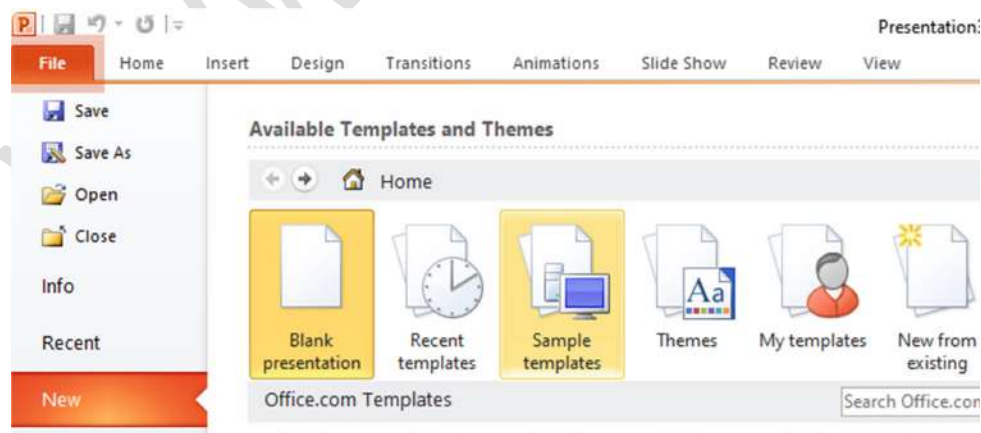 Presentation3
File Home Insert Design Transitions Animations Slide Show Review View
Save
Save As
Open
Close
Info
Recent
New
Available Templates and Themes
Home
Blank presentation
Recent templates
Sample templates
Themes
My templates
New from existing
Office.com Templates
Search Office.com